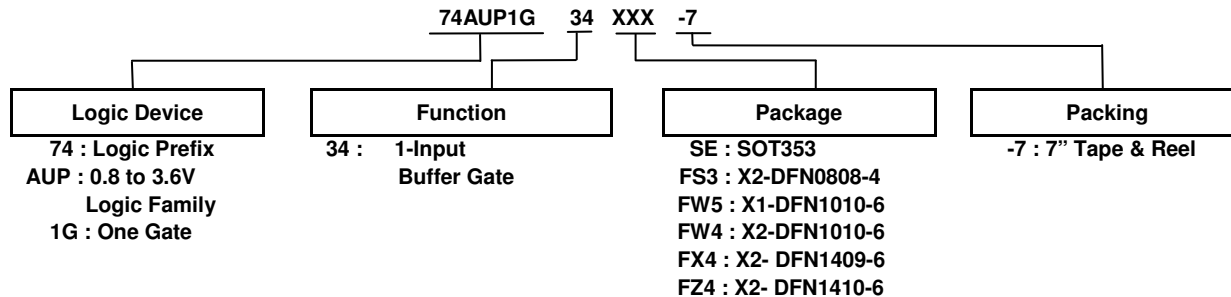 74AUP1G 34 XXX -7
Logic Device
Function
Package
Packing
74 : Logic Prefix
AUP : 0.8 to 3.6V
Logic Family
1G : One Gate
34 : 1-Input
Buffer Gate
SE : SOT353
FS3 : X2-DFN0808-4
FW5 : X1-DFN1010-6
FW4 : X2-DFN1010-6
FX4 : X2- DFN1409-6
FZ4 : X2- DFN1410-6
-7 : 7” Tape & Reel